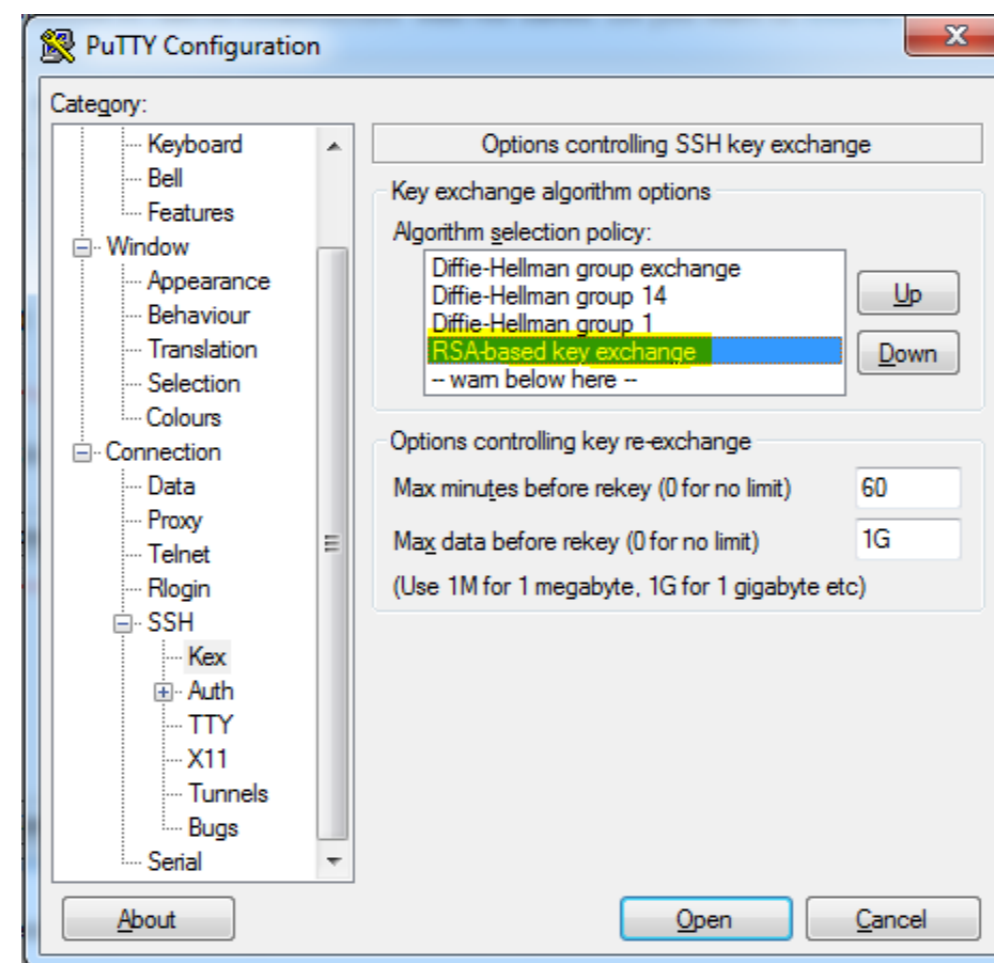 PuTTY Configuration
Category:
Keyboard
Bell
Features
Window
Appearance
Behaviour
Translation
Selection
Colours
Connection
Data
Proxy
Telnet
Rlogin
SSH
Kex
Auth
TTY
X11
Tunnels
Bugs
Serial
Options controlling SSH key exchange
Key exchange algorithm options
Algorithm selection policy:
Diffie-Hellman group exchange
Diffie-Hellman group 14
Diffie-Hellman group 1
RSA-based key exchange
-- warn below here --
Up
Down
Options controlling key re-exchange
Max minutes before rekey (0 for no limit) 60
Max data before rekey (0 for no limit) 1G
(Use 1M for 1 megabyte, 1G for 1 gigabyte etc)
About Open Cancel